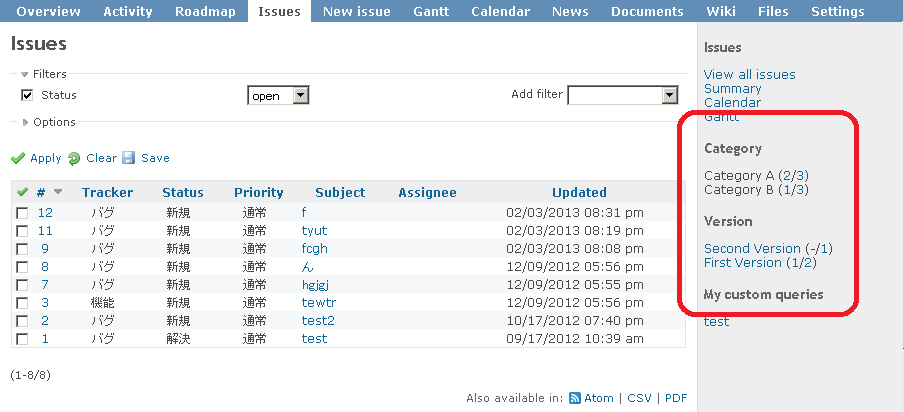 Overview Activity Roadmap Issues New issue Gantt Calendar News Documents Wiki Files Settings
Issues
Filters
Status open Add filter
Options
Apply Clear Save
# Tracker Status Priority Subject Assignee Updated
12 バグ 新規 通常 f 02/03/2013 08:31 pm
11 バグ 新規 通常 tyut 02/03/2013 08:19 pm
9 バグ 新規 通常 fcgh 02/03/2013 08:08 pm
8 バグ 新規 通常 ん 12/09/2012 05:56 pm
7 バグ 新規 通常 hgjgj 12/09/2012 05:55 pm
3 機能 新規 通常 tewtr 12/09/2012 05:56 pm
2 バグ 新規 通常 test2 10/17/2012 07:40 pm
1 バグ 解決 通常 test 09/17/2012 10:39 am
(1-8/8)
Also available in: Atom | CSV | PDF
Issues
View all issues
Summary
Calendar
Gantt
Category
Category A (2/3)
Category B (1/3)
Version
Second Version (-/1)
First Version (1/2)
My custom queries
test